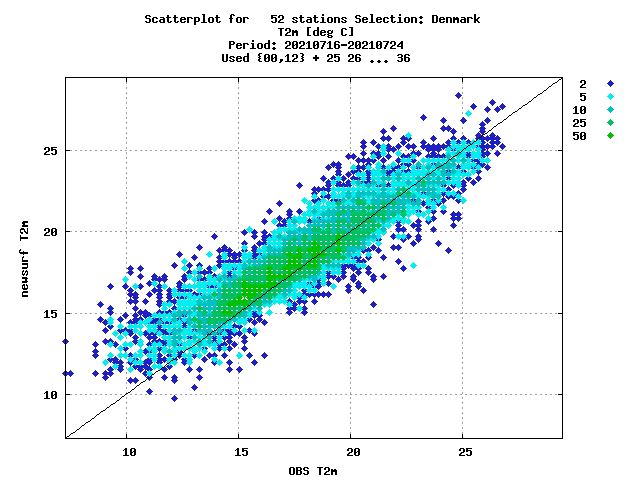 Scatterplot for   52 stations Selection: Denmark
T2m [deg C]
Period: 20210716-20210724
Used {00,12} + 25 26 ... 36
2
5
10
25
50
25
20
15
10
newsurf T2m
10 15 20 25
OBS T2m